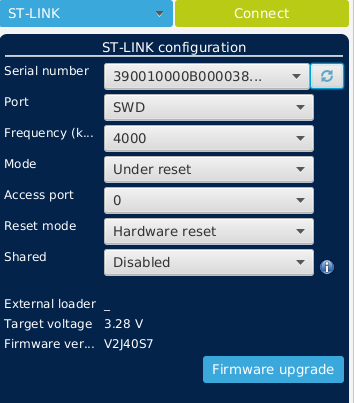 ST-LINK
Connect
ST-LINK configuration
Serial number 390010000B000038...
Port SWD
Frequency (k... 4000
Mode Under reset
Access port 0
Reset mode Hardware reset
Shared Disabled
External loader _
Target voltage 3.28 V
Firmware ver... V2J40S7
Firmware upgrade